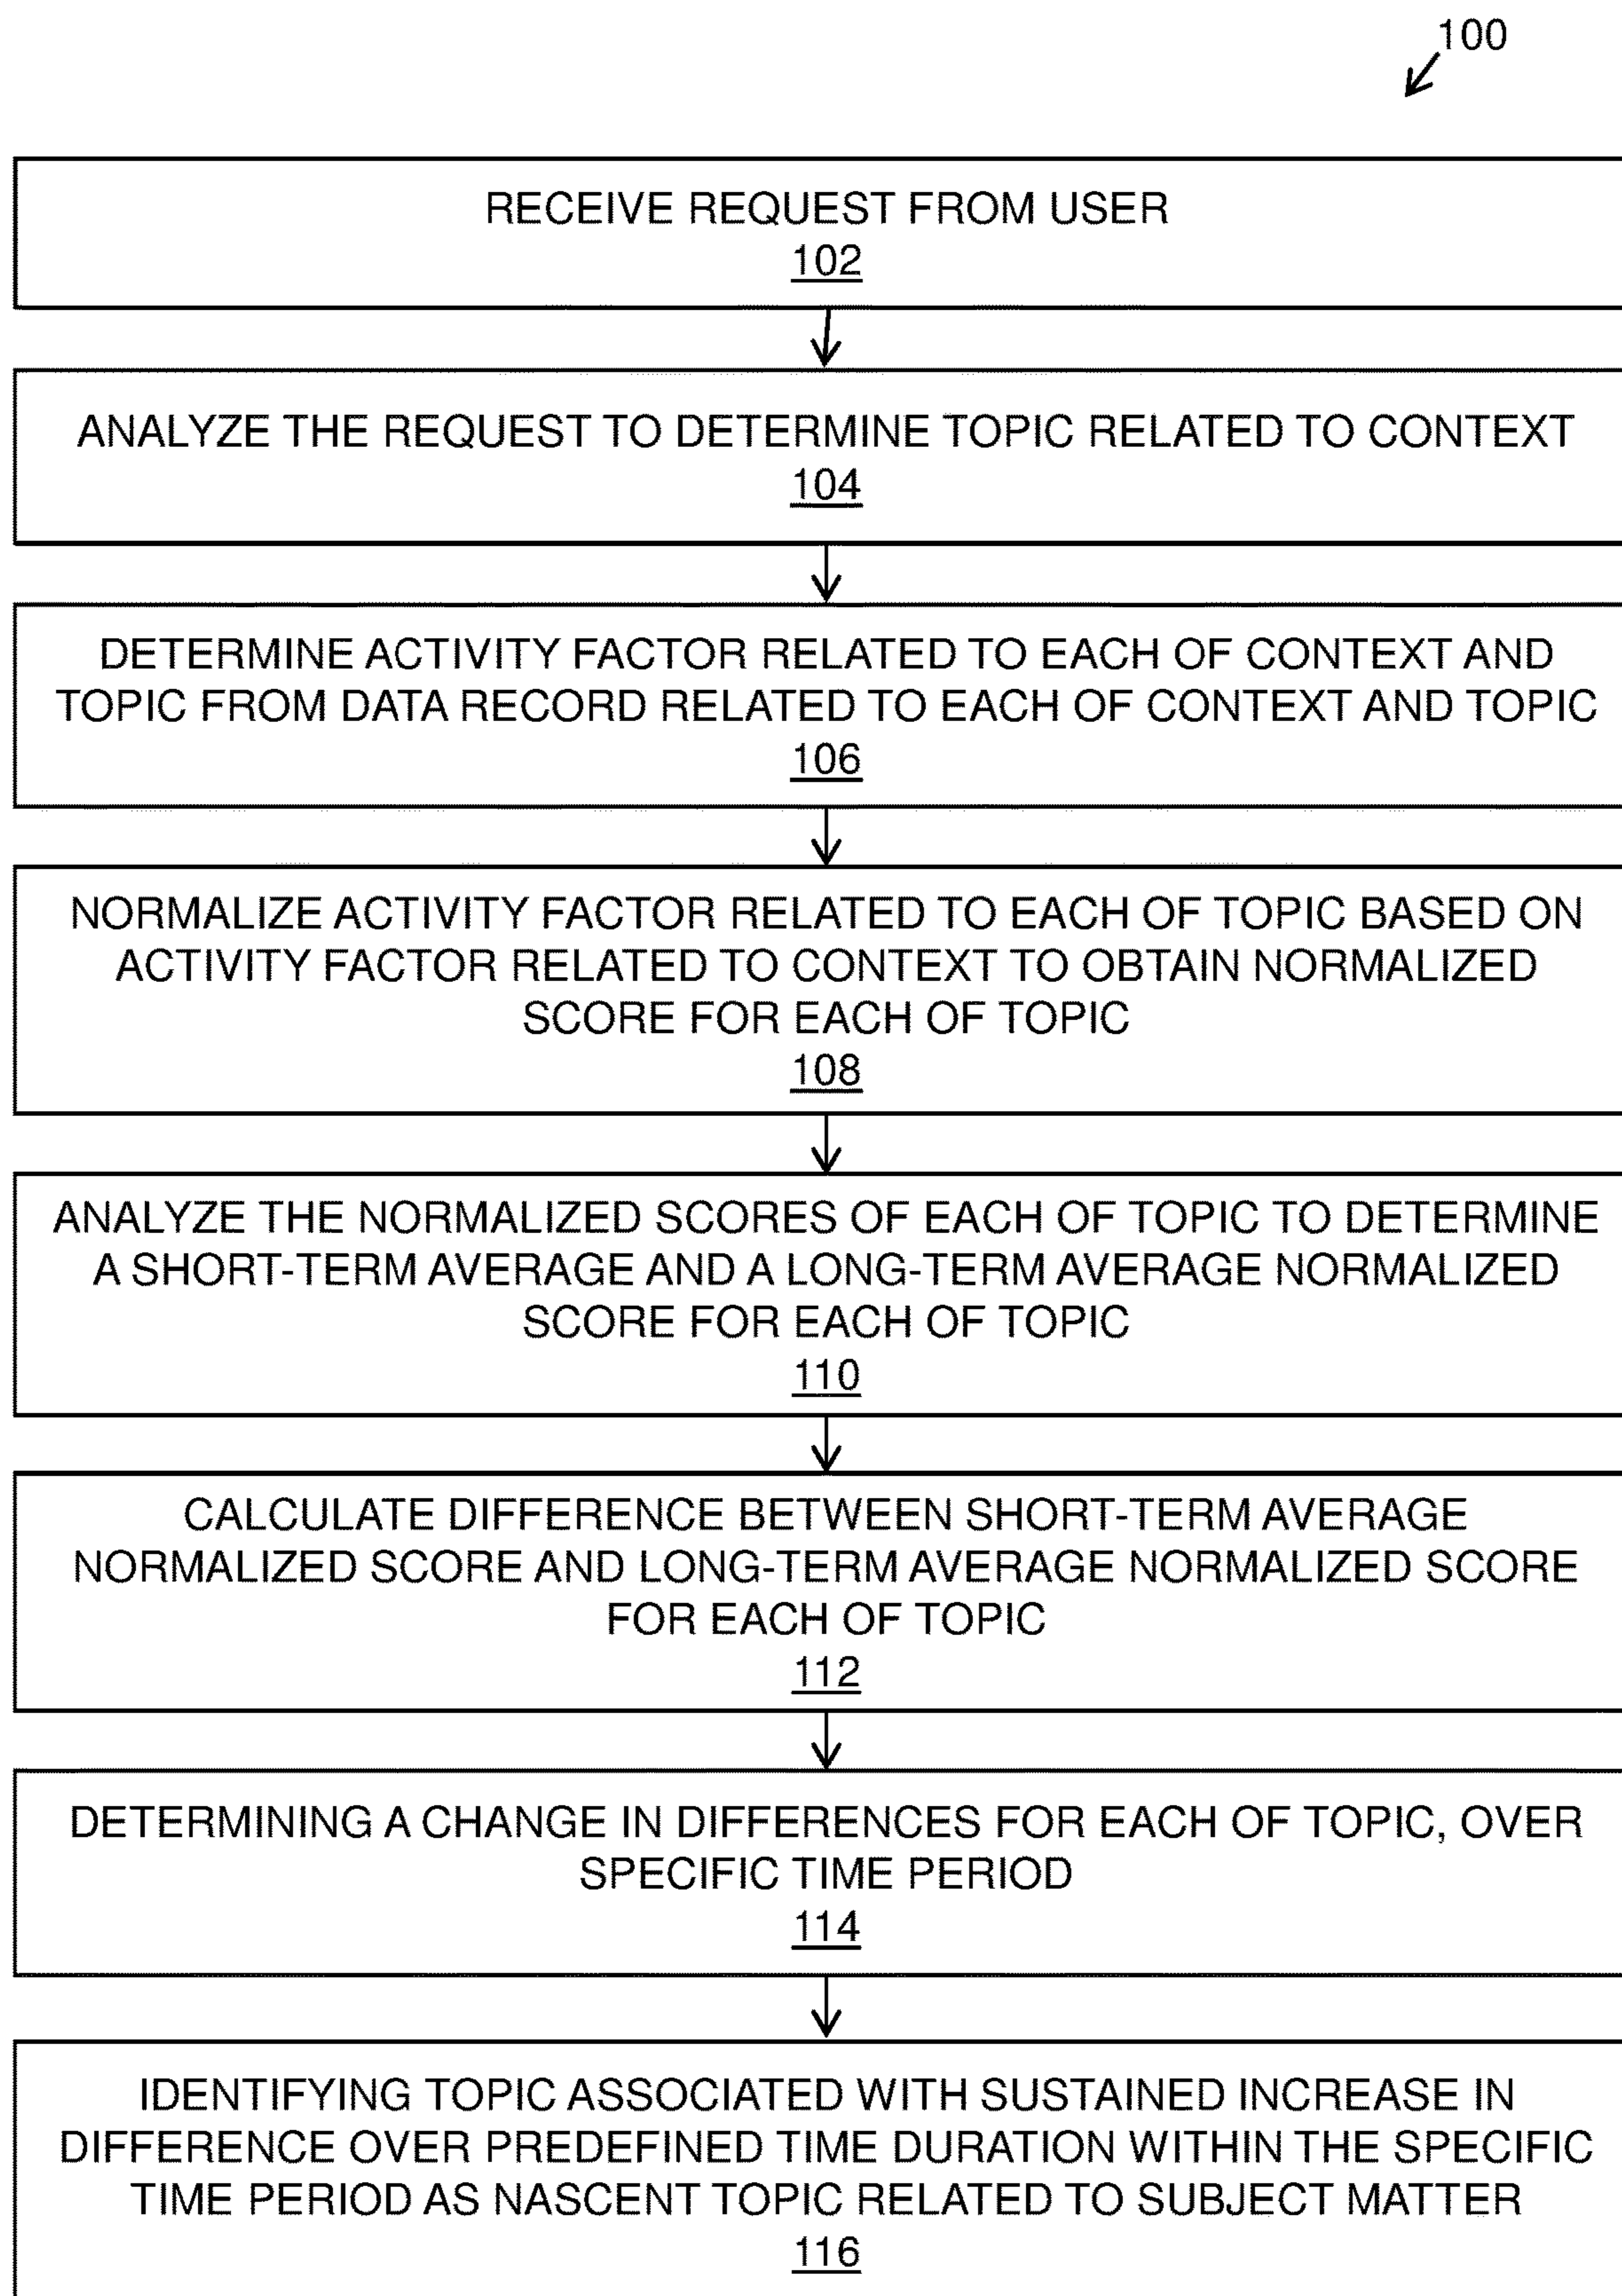 100
RECEIVE REQUEST FROM USER
102
ANALYZE THE REQUEST TO DETERMINE TOPIC RELATED TO CONTEXT
104
DETERMINE ACTIVITY FACTOR RELATED TO EACH OF CONTEXT AND
TOPIC FROM DATA RECORD RELATED TO EACH OF CONTEXT AND TOPIC
106
NORMALIZE ACTIVITY FACTOR RELATED TO EACH OF TOPIC BASED ON
ACTIVITY FACTOR RELATED TO CONTEXT TO OBTAIN NORMALIZED
SCORE FOR EACH OF TOPIC
108
ANALYZE THE NORMALIZED SCORES OF EACH OF TOPIC TO DETERMINE
A SHORT-TERM AVERAGE AND A LONG-TERM AVERAGE NORMALIZED
SCORE FOR EACH OF TOPIC
110
CALCULATE DIFFERENCE BETWEEN SHORT-TERM AVERAGE
NORMALIZED SCORE AND LONG-TERM AVERAGE NORMALIZED SCORE
FOR EACH OF TOPIC
112
DETERMINING A CHANGE IN DIFFERENCES FOR EACH OF TOPIC, OVER
SPECIFIC TIME PERIOD
114
IDENTIFYING TOPIC ASSOCIATED WITH SUSTAINED INCREASE IN
DIFFERENCE OVER PREDEFINED TIME DURATION WITHIN THE SPECIFIC
TIME PERIOD AS NASCENT TOPIC RELATED TO SUBJECT MATTER
116